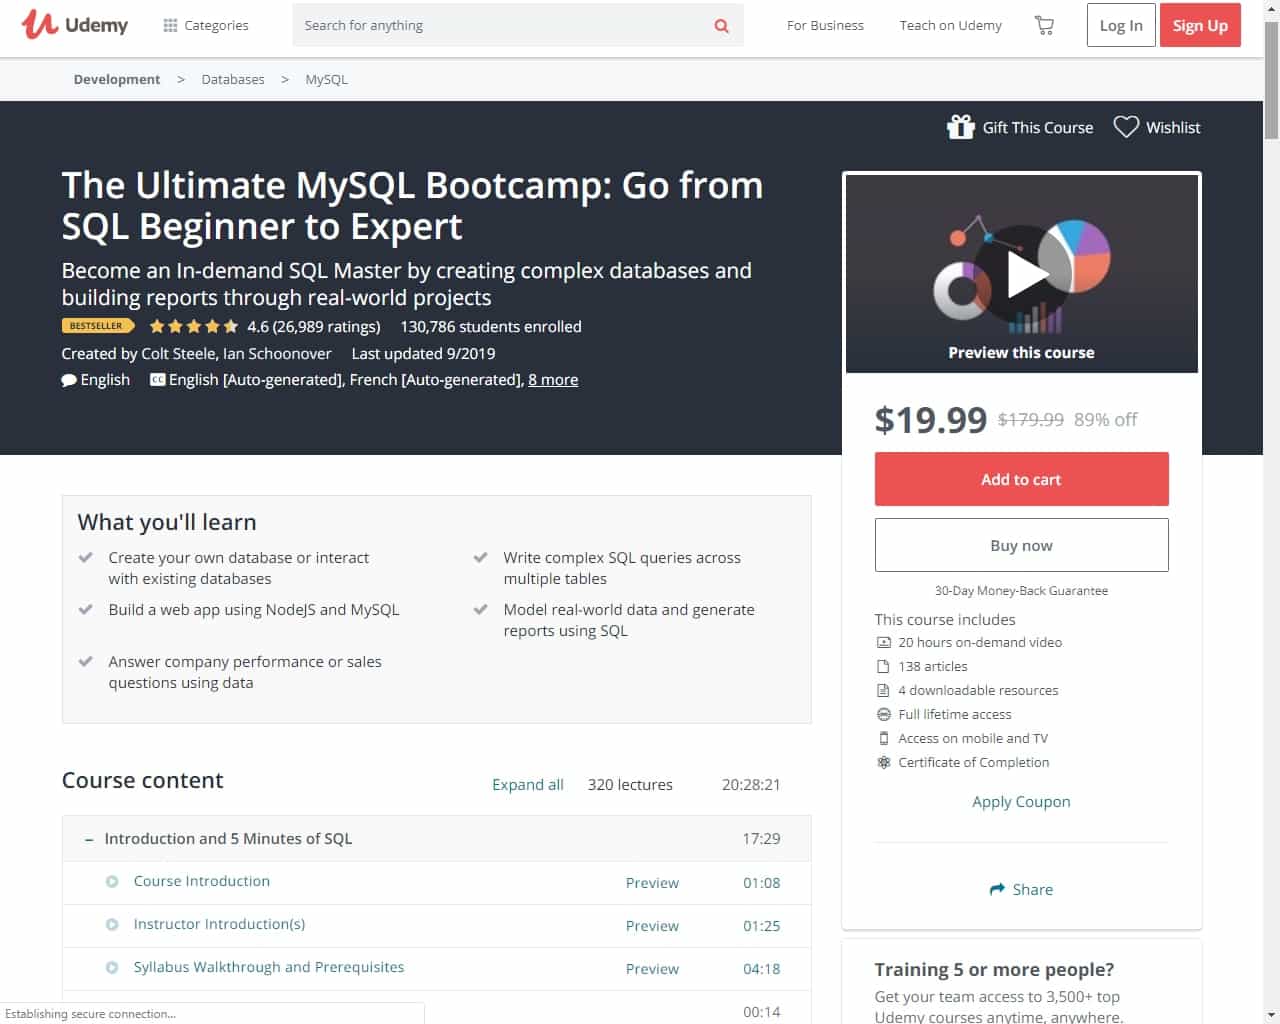 Udemy
Categories
Search for anything
For Business
Teach on Udemy
Log In
Sign Up
Development > Databases > MySQL
Gift This Course
Wishlist
The Ultimate MySQL Bootcamp: Go from
SQL Beginner to Expert
Become an In-demand SQL Master by creating complex databases and
building reports through real-world projects
BESTSELLER 4.6 (26,989 ratings) 130,786 students enrolled
Created by Colt Steele, Ian Schoonover Last updated 9/2019
English CC English [Auto-generated], French [Auto-generated], 8 more
Preview this course
$19.99 $179.99 89% off
Add to cart
Buy now
30-Day Money-Back Guarantee
This course includes
20 hours on-demand video
138 articles
4 downloadable resources
Full lifetime access
Access on mobile and TV
Certificate of Completion
Apply Coupon
Share
Training 5 or more people?
Get your team access to 3,500+ top
Udemy courses anytime, anywhere.
What you'll learn
Create your own database or interact
with existing databases
Write complex SQL queries across
multiple tables
Build a web app using NodeJS and MySQL
Model real-world data and generate
reports using SQL
Answer company performance or sales
questions using data
Course content
Expand all
320 lectures
20:28:21
– Introduction and 5 Minutes of SQL 17:29
Course Introduction Preview 01:08
Instructor Introduction(s) Preview 01:25
Syllabus Walkthrough and Prerequisites Preview 04:18
00:14
Establishing secure connection...